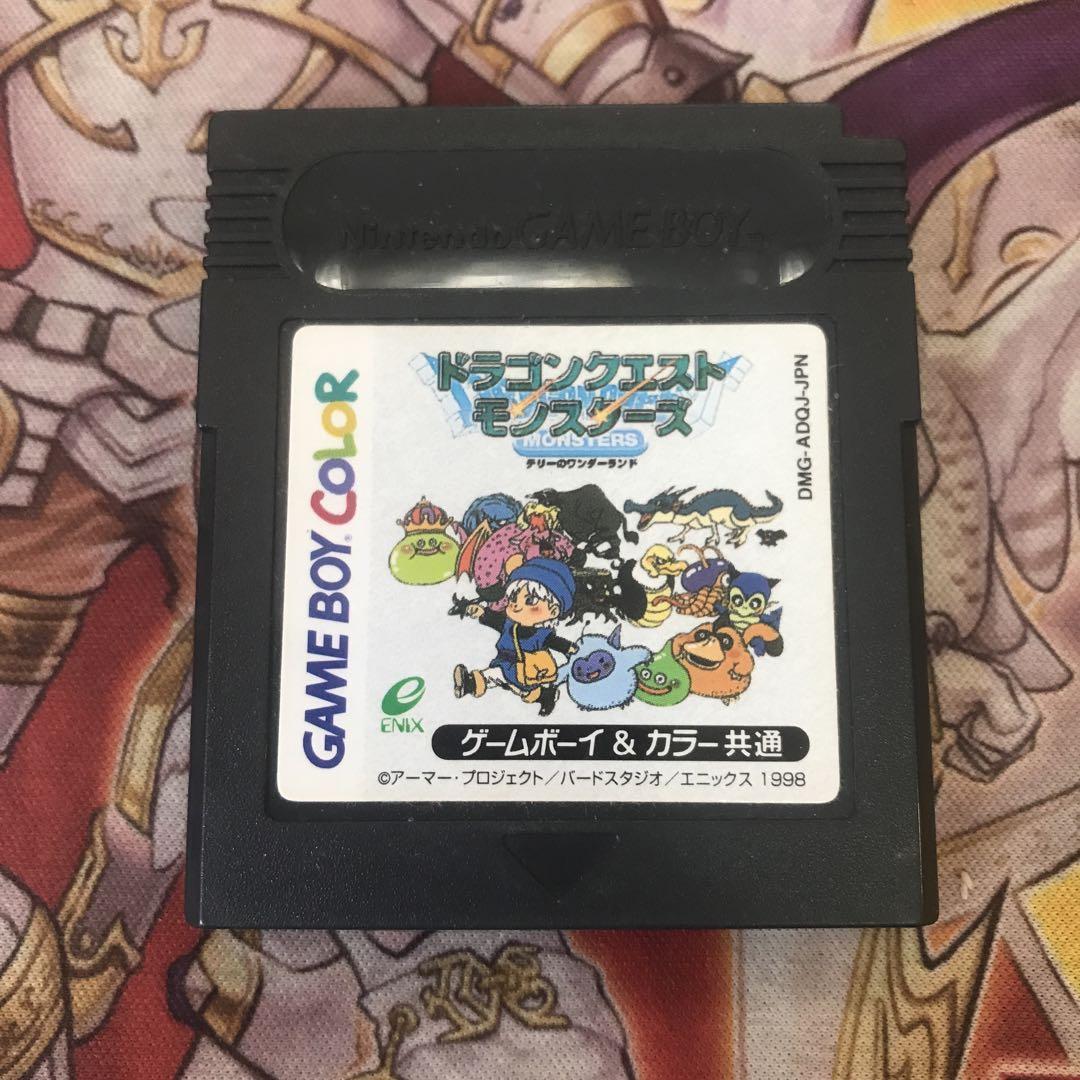 Nintendo GAME BOY
ドラゴンクエスト
モンスターズ
MONSTERS
テリーのワンダーランド
DMG-ADQJ-JPN
GAME BOY COLOR
ENIX
ゲームボーイ & カラー共通
©アーマー・プロジェクト／バードスタジオ／エニックス 1998